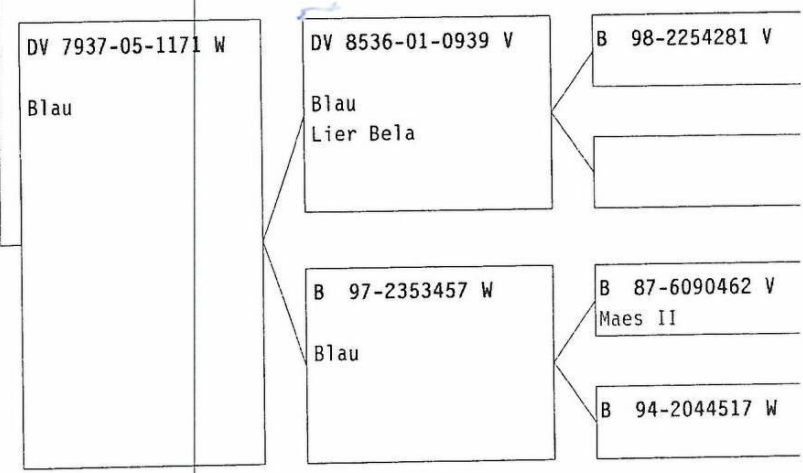 DV 7937-05-1171 W
Blau
DV 8536-01-0939 V
Blau
Lier Bela
B 97-2353457 W
Blau
B 98-2254281 V
B 87-6090462 V
Maes II
B 94-2044517 W